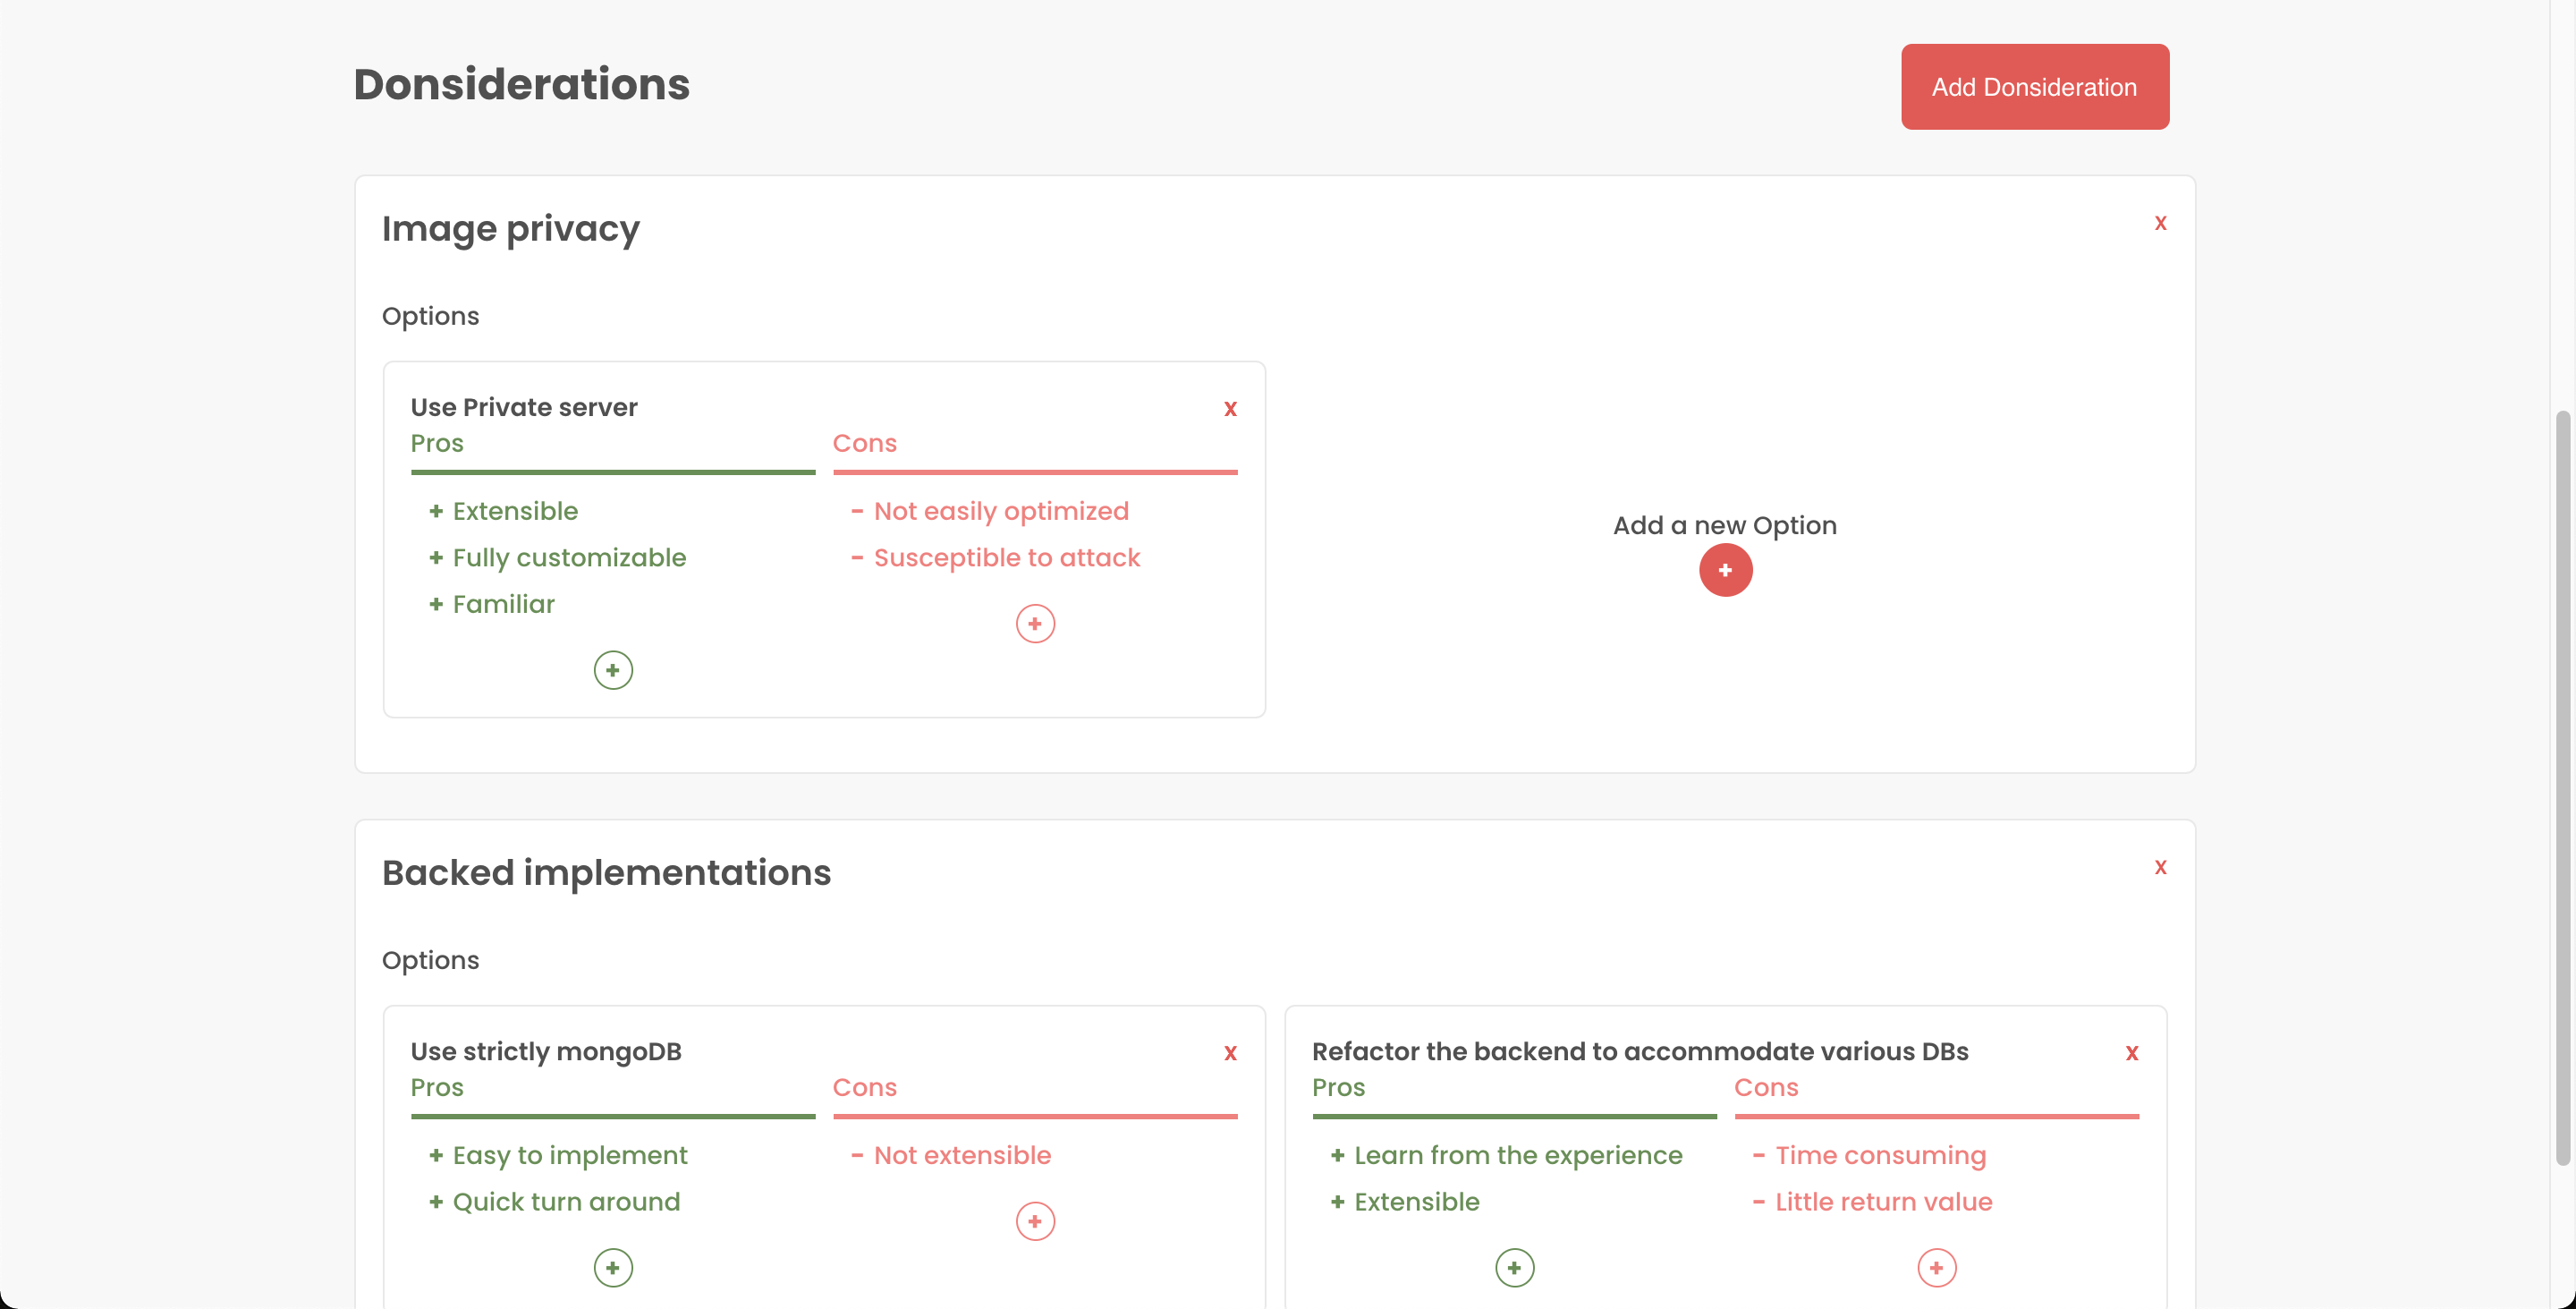 Donsiderations
Add Donsideration
Image privacy
x
Options
Use Private server
x
Pros
Cons
+ Extensible
+ Fully customizable
+ Familiar
+
- Not easily optimized
- Susceptible to attack
+
Add a new Option
+
Backed implementations
x
Options
Use strictly mongoDB
x
Pros
Cons
+ Easy to implement
+ Quick turn around
+
- Not extensible
+
Refactor the backend to accommodate various DBs
x
Pros
Cons
+ Learn from the experience
+ Extensible
+
- Time consuming
- Little return value
+